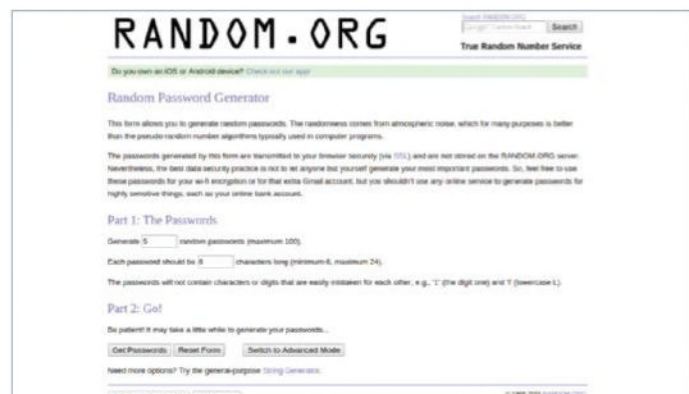 RANDOM.ORG
Search RANDOM.ORG
Search
True Random Number Service
Do you own an iOS or Android device? Check out our app!
Random Password Generator
This form allows you to generate random passwords. The randomness comes from atmospheric noise, which for many purposes is better
than the pseudo-random number algorithms typically used in computer programs.
The passwords generated by this form are transmitted to your browser securely (via SSL) and are not stored on the RANDOM.ORG server.
Nevertheless, the best data security practice is not to let anyone but yourself generate your most important passwords. So, feel free to use
these passwords for your wi-fi encryption or for that extra Gmail account, but you shouldn't use any online service to generate passwords for
highly sensitive things, such as your online bank account.
Part 1: The Passwords
Generate 5 random passwords (maximum 100).
Each password should be 8 characters long (minimum 6, maximum 24).
The passwords will not contain characters or digits that are easily mistaken for each other, e.g., '1' (the digit one) and 'l' (lowercase L).
Part 2: Go!
Be patient! It may take a little while to generate your passwords...
Get Passwords Reset Form Switch to Advanced Mode
Need more options? Try the general-purpose String Generator.